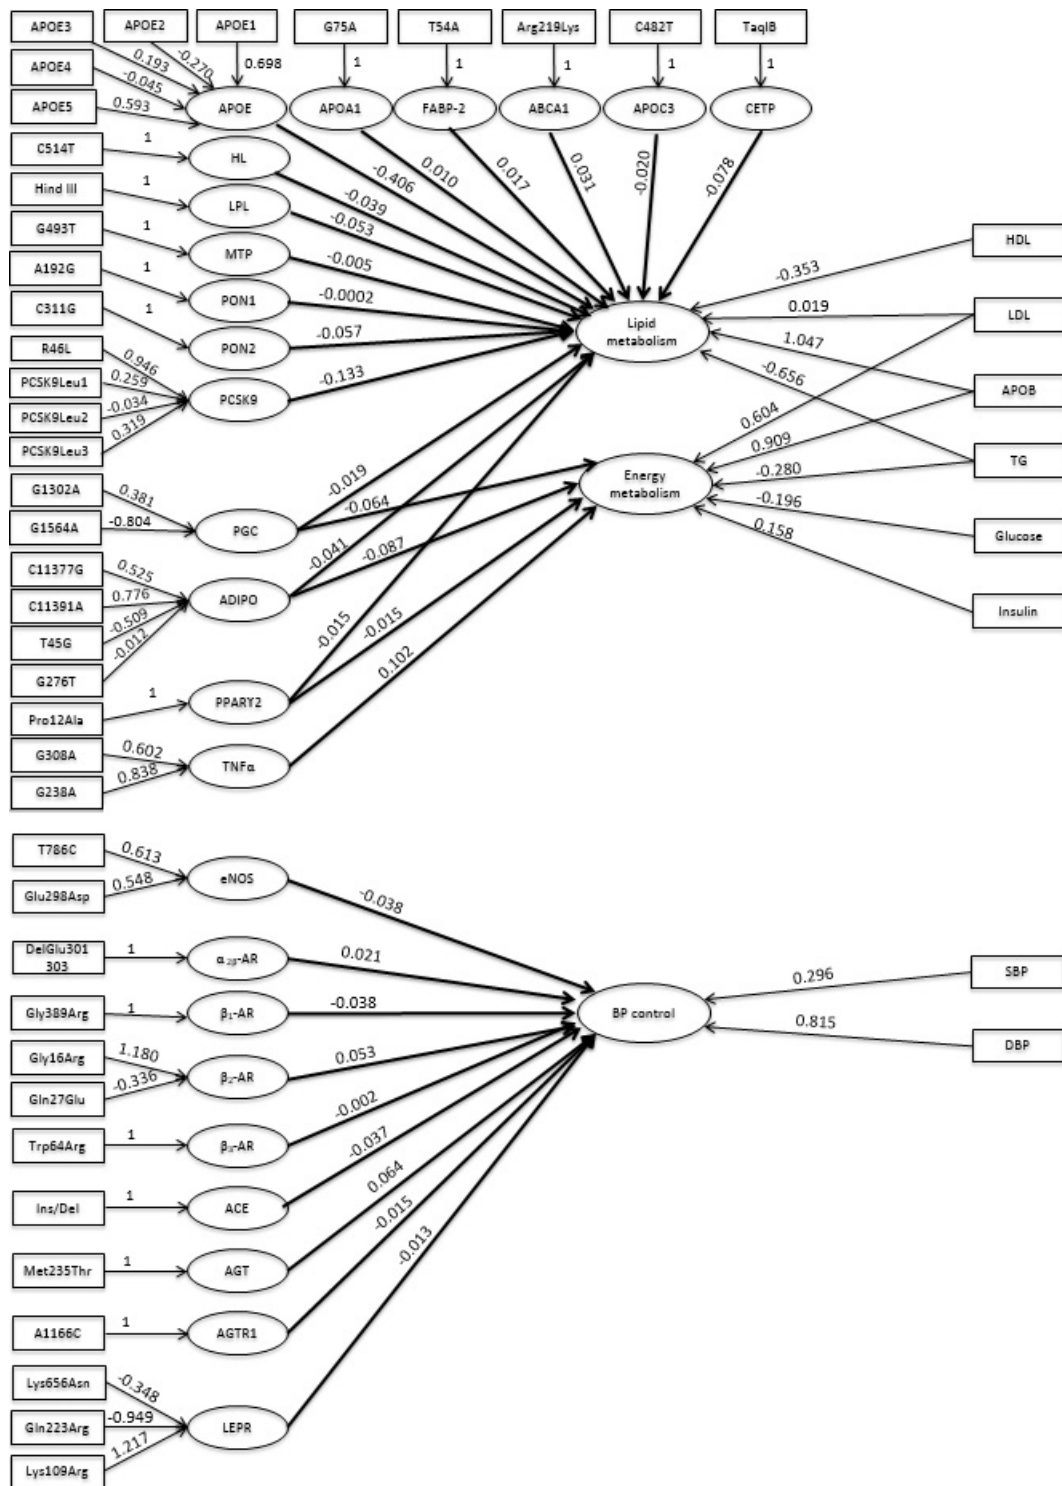 APOE3
APOE2
APOE1
G75A
T54A
Arg219Lys
C482T
TaqIB
0.193
-0.270
0.698
1
1
1
1
1
APOE4
-0.045
APOE5
0.593
APOE
APOA1
FABP-2
ABCA1
APOC3
CETP
C514T
1
HL
-0.406
0.010
0.017
0.031
-0.020
-0.078
Hind III
1
LPL
-0.039
-0.053
G493T
1
MTP
-0.005
HDL
-0.353
A192G
1
PON1
-0.0002
0.019
LDL
C311G
1
PON2
-0.057
Lipid
metabolism
1.047
R46L
0.946
PCSK9Leu1
0.259
PCSK9
-0.133
-0.656
APOB
PCSK9Leu2
-0.034
0.604
PCSK9Leu3
0.319
0.909
TG
G1302A
0.381
-0.019
Energy
metabolism
-0.280
-0.196
G1564A
-0.804
PGC
-0.064
0.158
Glucose
C11377G
0.525
-0.041
-0.087
C11391A
0.776
ADIPO
Insulin
T45G
-0.509
-0.012
-0.015
-0.015
G276T
0.102
Pro12Ala
1
PPARY2
G308A
0.602
TNFα
G238A
0.838
T786C
0.613
eNOS
Glu298Asp
0.548
-0.038
DelGlu301
303
1
α2β-AR
0.021
SBP
0.296
Gly389Arg
1
β1-AR
-0.038
BP control
0.815
DBP
Gly16Arg
1.180
β2-AR
0.053
Gln27Glu
-0.336
-0.002
Trp64Arg
1
β3-AR
-0.037
Ins/Del
1
ACE
0.064
Met235Thr
1
AGT
-0.015
-0.013
A1166C
1
AGTR1
Lys656Asn
-0.348
Gln223Arg
-0.949
LEPR
Lys109Arg
1.217